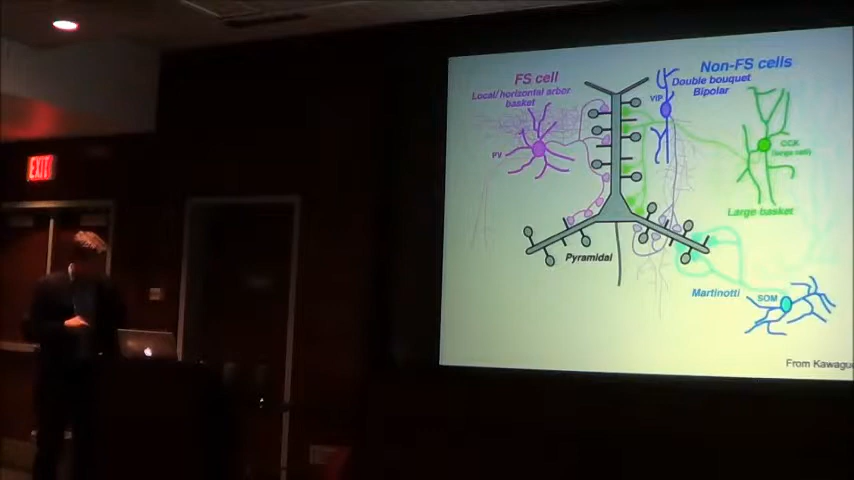 EXIT
FS cell
Local/horizontal arbor
basket
PV
Non-FS cells
Double bouquet
Bipolar
VIP
CCK
(large cell)
Large basket
Pyramidal
Martinotti
SOM
From Kawagu